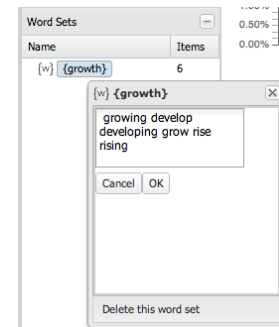 Word Sets
0.50%
Name Items
0.00%
{w} {growth} 6
{w} {growth}
growing develop
developing grow rise
rising
Cancel OK
Delete this word set